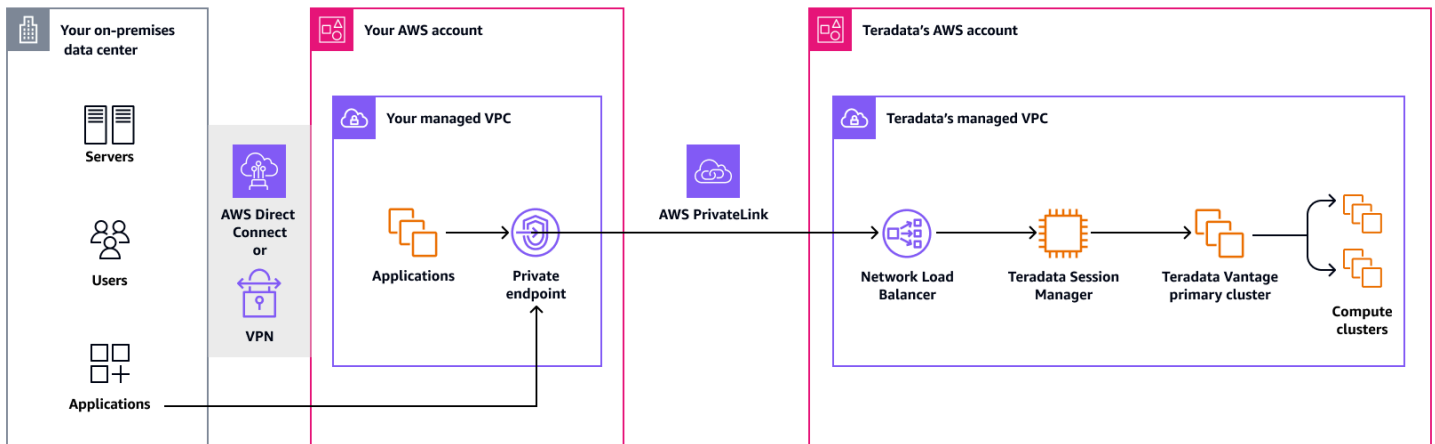 Your on-premises
data center
Servers
Users
Applications
AWS Direct
Connect
or
VPN
Your AWS account
Your managed VPC
Applications
Private
endpoint
AWS PrivateLink
Teradata's AWS account
Teradata's managed VPC
Network Load
Balancer
Teradata Session
Manager
Teradata Vantage
primary cluster
Compute
clusters